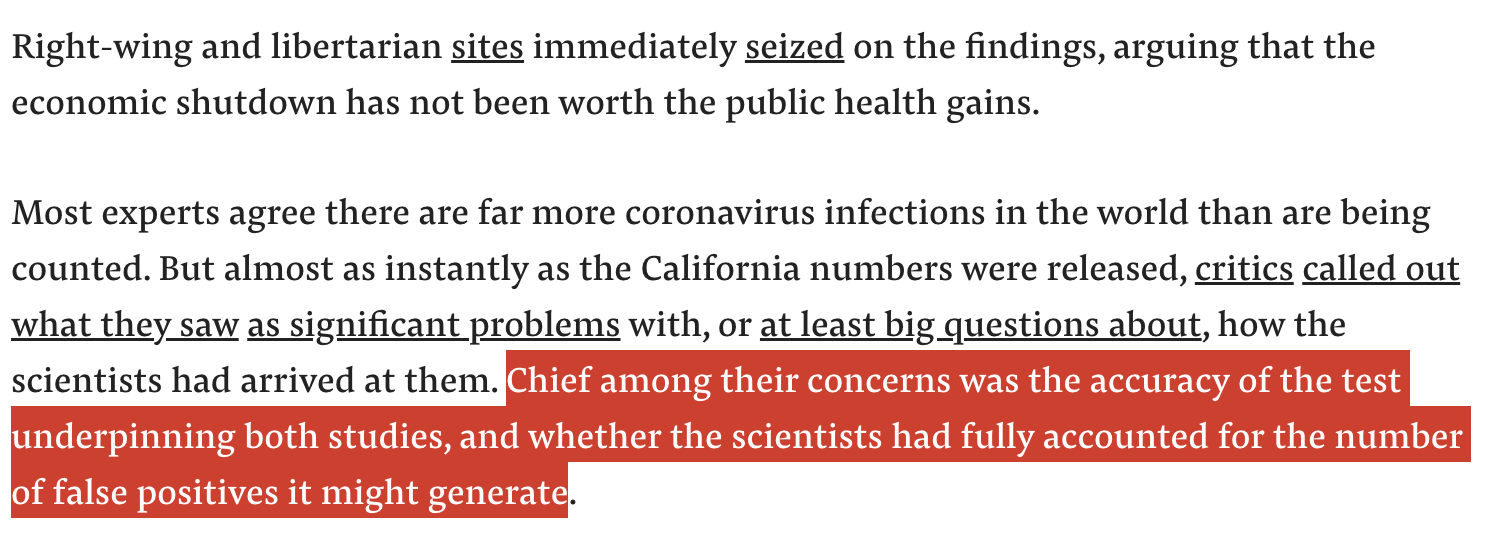 Right-wing and libertarian sites immediately seized on the findings, arguing that the
economic shutdown has not been worth the public health gains.
Most experts agree there are far more coronavirus infections in the world than are being
counted. But almost as instantly as the California numbers were released, critics called out
what they saw as significant problems with, or at least big questions about, how the
scientists had arrived at them. Chief among their concerns was the accuracy of the test
underpinning both studies, and whether the scientists had fully accounted for the number
of false positives it might generate.